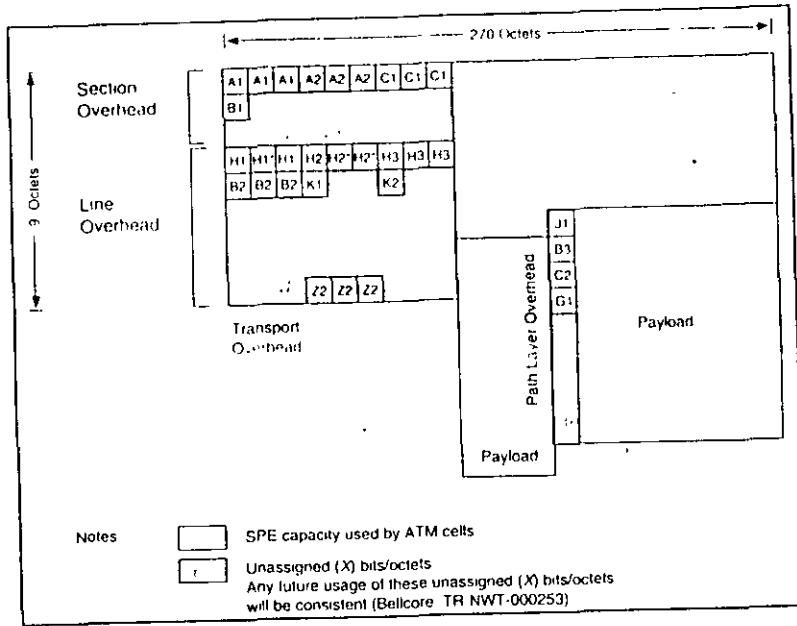 270 Octets
9 Octets
Section
Overhead
A1 A1 A1 A2 A2 A2 C1 C1 C1
B1
Line
Overhead
H1 H1* H1 H2 H2* H2* H3 H3 H3
B2 B2 B2 K1 K2
Z2 Z2 Z2
Transport
Overhead
Path Layer Overhead
J1
B3
C2
G1
Payload
Payload
Notes
SPE capacity used by ATM cells
Unassigned (X) bits/octets
Any future usage of these unassigned (X) bits/octets
will be consistent (Bellcore TR NWT-000253)